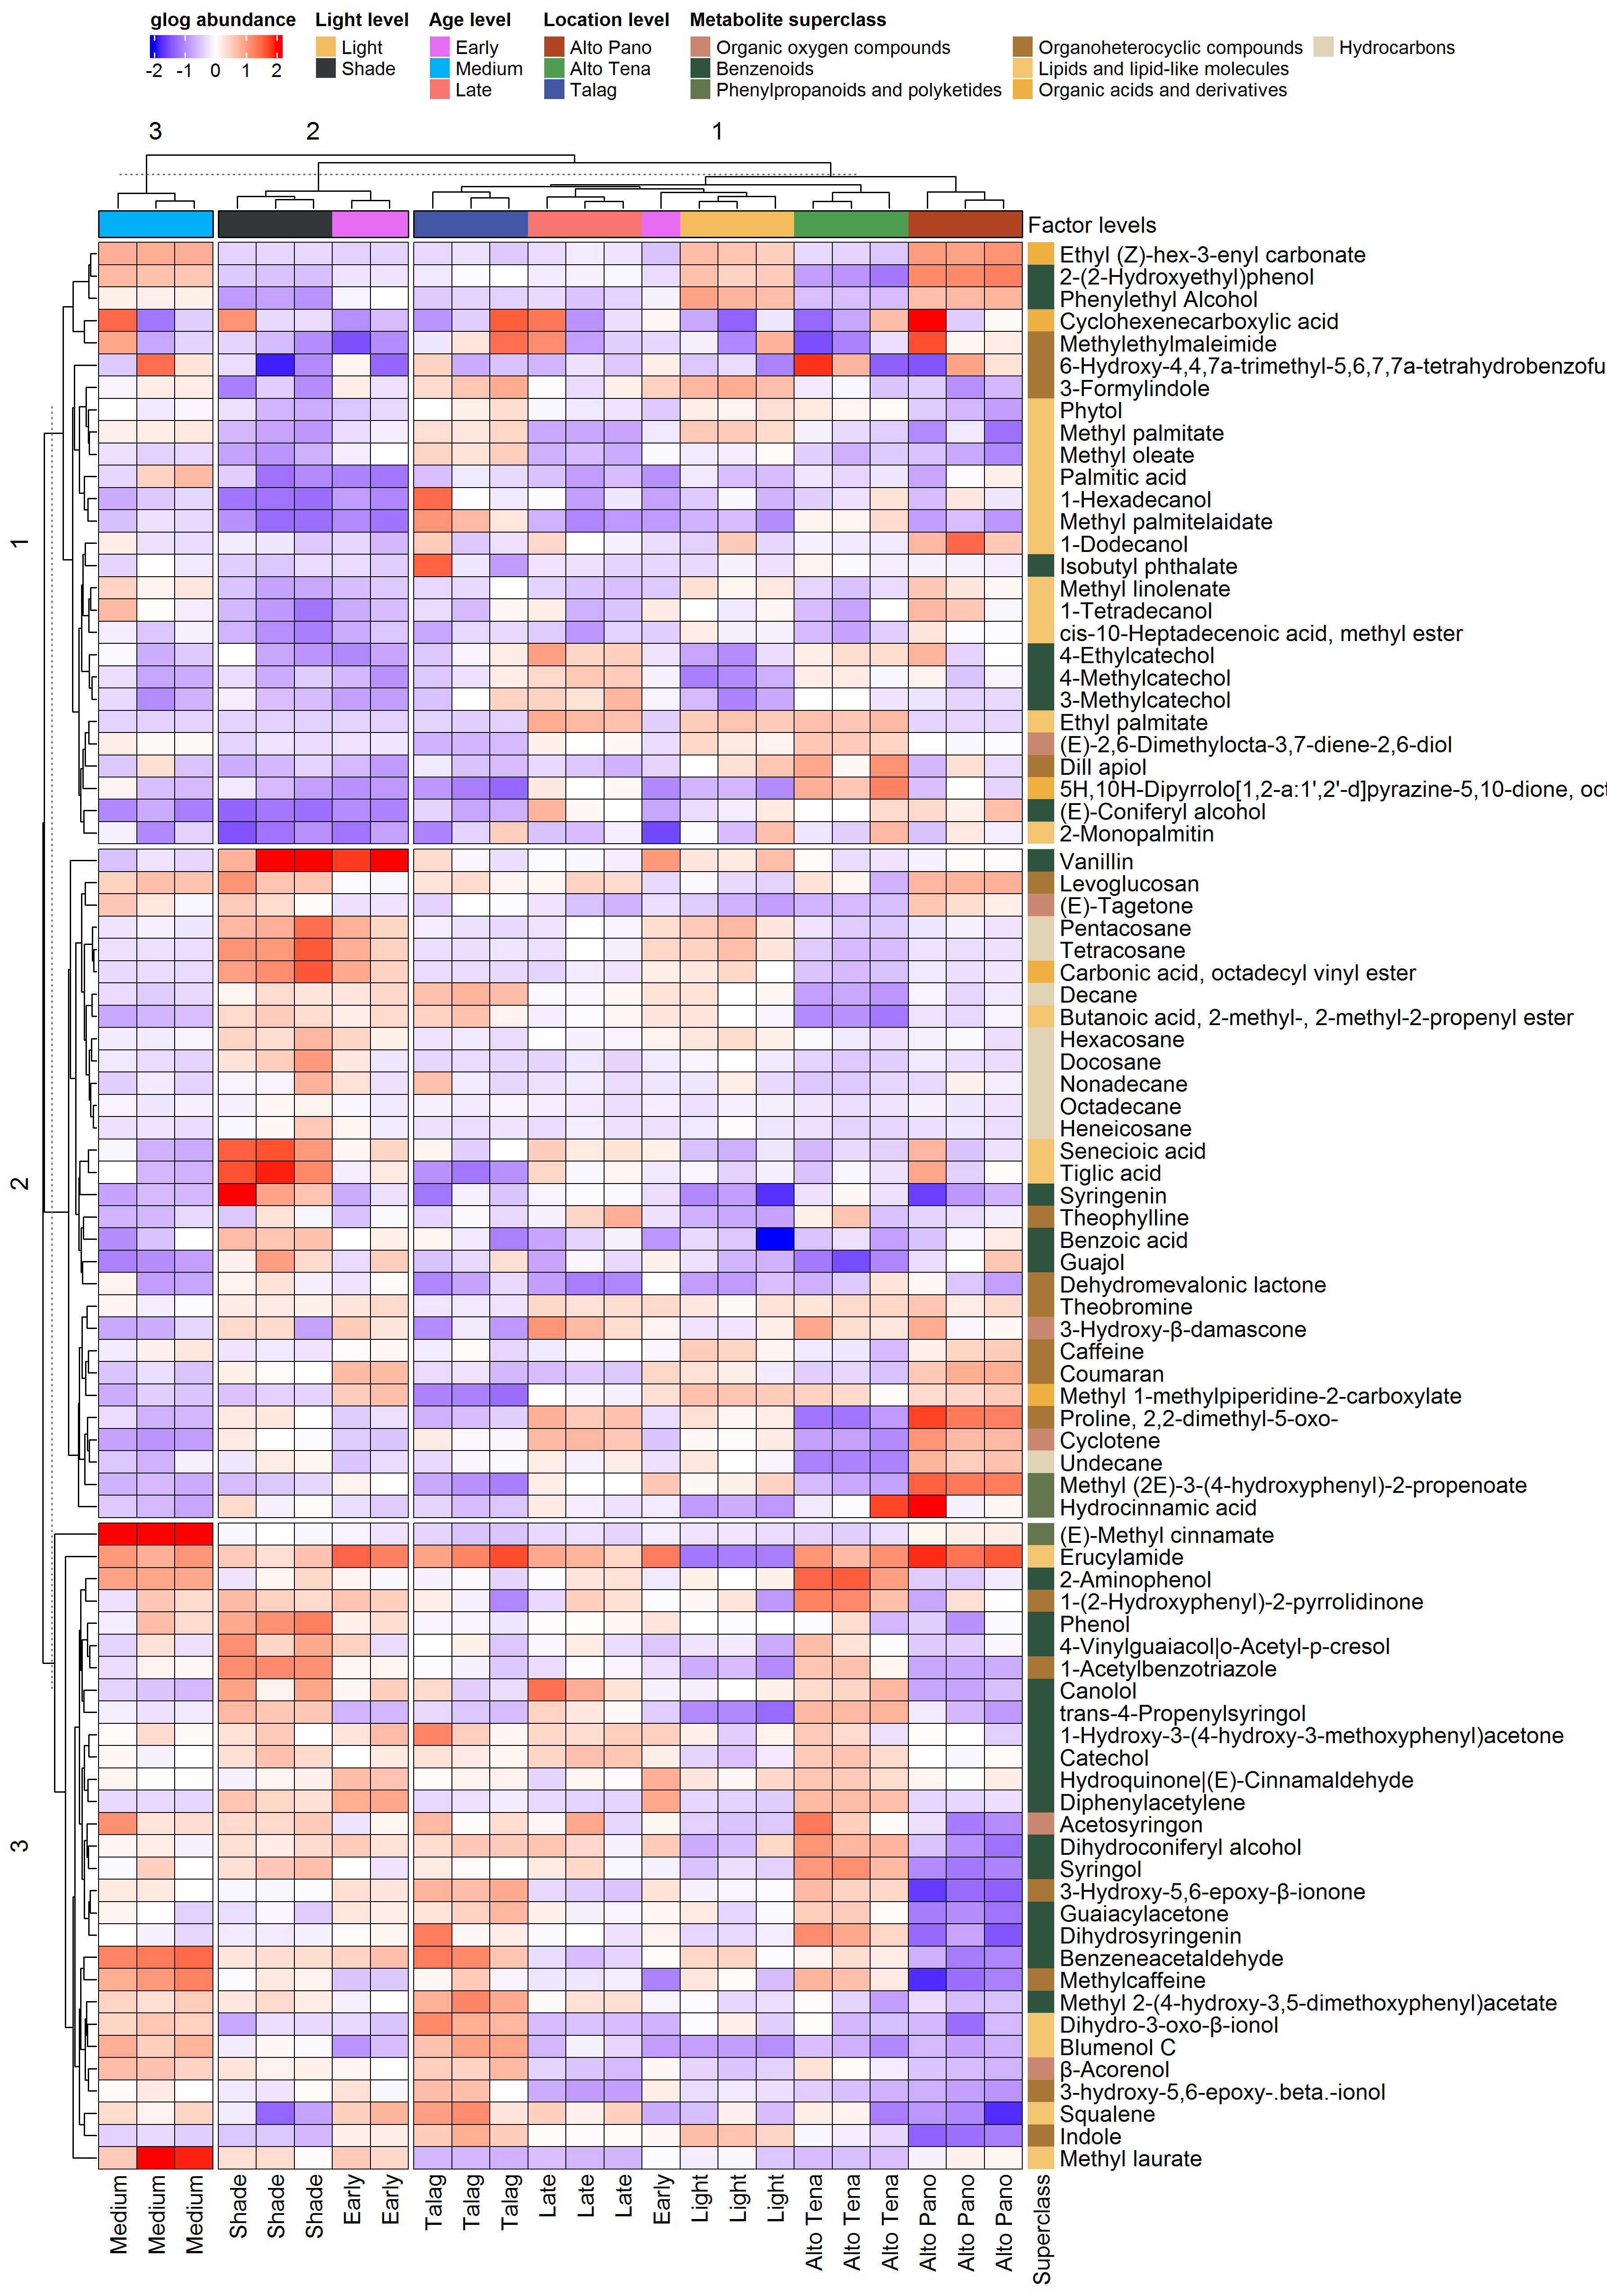 glog abundance
-2 -1 0 1 2
Light level
Light
Shade
Age level
Early
Medium
Late
Location level
Alto Pano
Alto Tena
Talag
Metabolite superclass
Organic oxygen compounds
Benzenoids
Phenylpropanoids and polyketides
Organoheterocyclic compounds
Lipids and lipid-like molecules
Organic acids and derivatives
Hydrocarbons
3 2 1
Factor levels
1
Ethyl (Z)-hex-3-enyl carbonate
2-(2-Hydroxyethyl)phenol
Phenylethyl Alcohol
Cyclohexenecarboxylic acid
Methylethylmaleimide
6-Hydroxy-4,4,7a-trimethyl-5,6,7,7a-tetrahydrobenzofu
3-Formylindole
Phytol
Methyl palmitate
Methyl oleate
Palmitic acid
1-Hexadecanol
Methyl palmitelaidate
1-Dodecanol
Isobutyl phthalate
Methyl linolenate
1-Tetradecanol
cis-10-Heptadecenoic acid, methyl ester
4-Ethylcatechol
4-Methylcatechol
3-Methylcatechol
Ethyl palmitate
(E)-2,6-Dimethylocta-3,7-diene-2,6-diol
Dill apiol
5H,10H-Dipyrrolo[1,2-a:1',2'-d]pyrazine-5,10-dione, oct
(E)-Coniferyl alcohol
2-Monopalmitin
2
Vanillin
Levoglucosan
(E)-Tagetone
Pentacosane
Tetracosane
Carbonic acid, octadecyl vinyl ester
Decane
Butanoic acid, 2-methyl-, 2-methyl-2-propenyl ester
Hexacosane
Docosane
Nonadecane
Octadecane
Heneicosane
Senecioic acid
Tiglic acid
Syringenin
Theophylline
Benzoic acid
Guajol
Dehydromevalonic lactone
Theobromine
3-Hydroxy-β-damascone
Caffeine
Coumaran
Methyl 1-methylpiperidine-2-carboxylate
Proline, 2,2-dimethyl-5-oxo-
Cyclotene
Undecane
Methyl (2E)-3-(4-hydroxyphenyl)-2-propenoate
Hydrocinnamic acid
3
(E)-Methyl cinnamate
Erucylamide
2-Aminophenol
1-(2-Hydroxyphenyl)-2-pyrrolidinone
Phenol
4-Vinylguaiacol|o-Acetyl-p-cresol
1-Acetylbenzotriazole
Canolol
trans-4-Propenylsyringol
1-Hydroxy-3-(4-hydroxy-3-methoxyphenyl)acetone
Catechol
Hydroquinone|(E)-Cinnamaldehyde
Diphenylacetylene
Acetosyringon
Dihydroconiferyl alcohol
Syringol
3-Hydroxy-5,6-epoxy-β-ionone
Guaiacylacetone
Dihydrosyringenin
Benzeneacetaldehyde
Methylcaffeine
Methyl 2-(4-hydroxy-3,5-dimethoxyphenyl)acetate
Dihydro-3-oxo-β-ionol
Blumenol C
β-Acorenol
3-hydroxy-5,6-epoxy-.beta.-ionol
Squalene
Indole
Methyl laurate
Medium
Medium
Medium
Shade
Shade
Shade
Early
Early
Talag
Talag
Talag
Late
Late
Late
Early
Light
Light
Light
Alto Tena
Alto Tena
Alto Tena
Alto Pano
Alto Pano
Alto Pano
Superclass